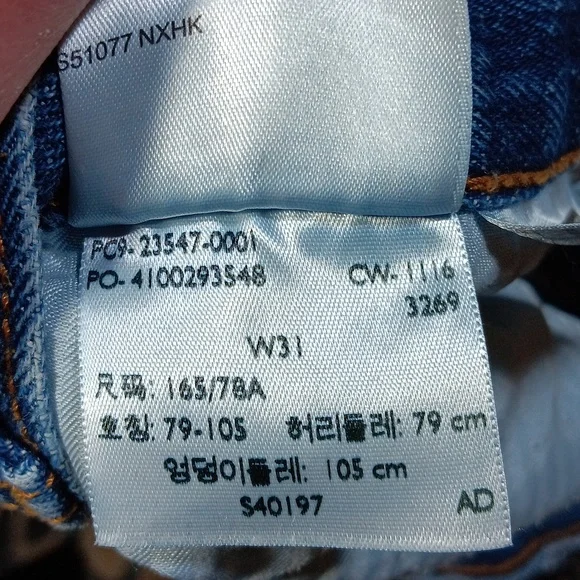 S51077 NXHK
PC9- 23547-0001
PO- 4100293548 CW- 1116
3269
W31
尺码: 165/78A
호칭: 79-105 허리둘레: 79 cm
엉덩이둘레: 105 cm
S40197 AD